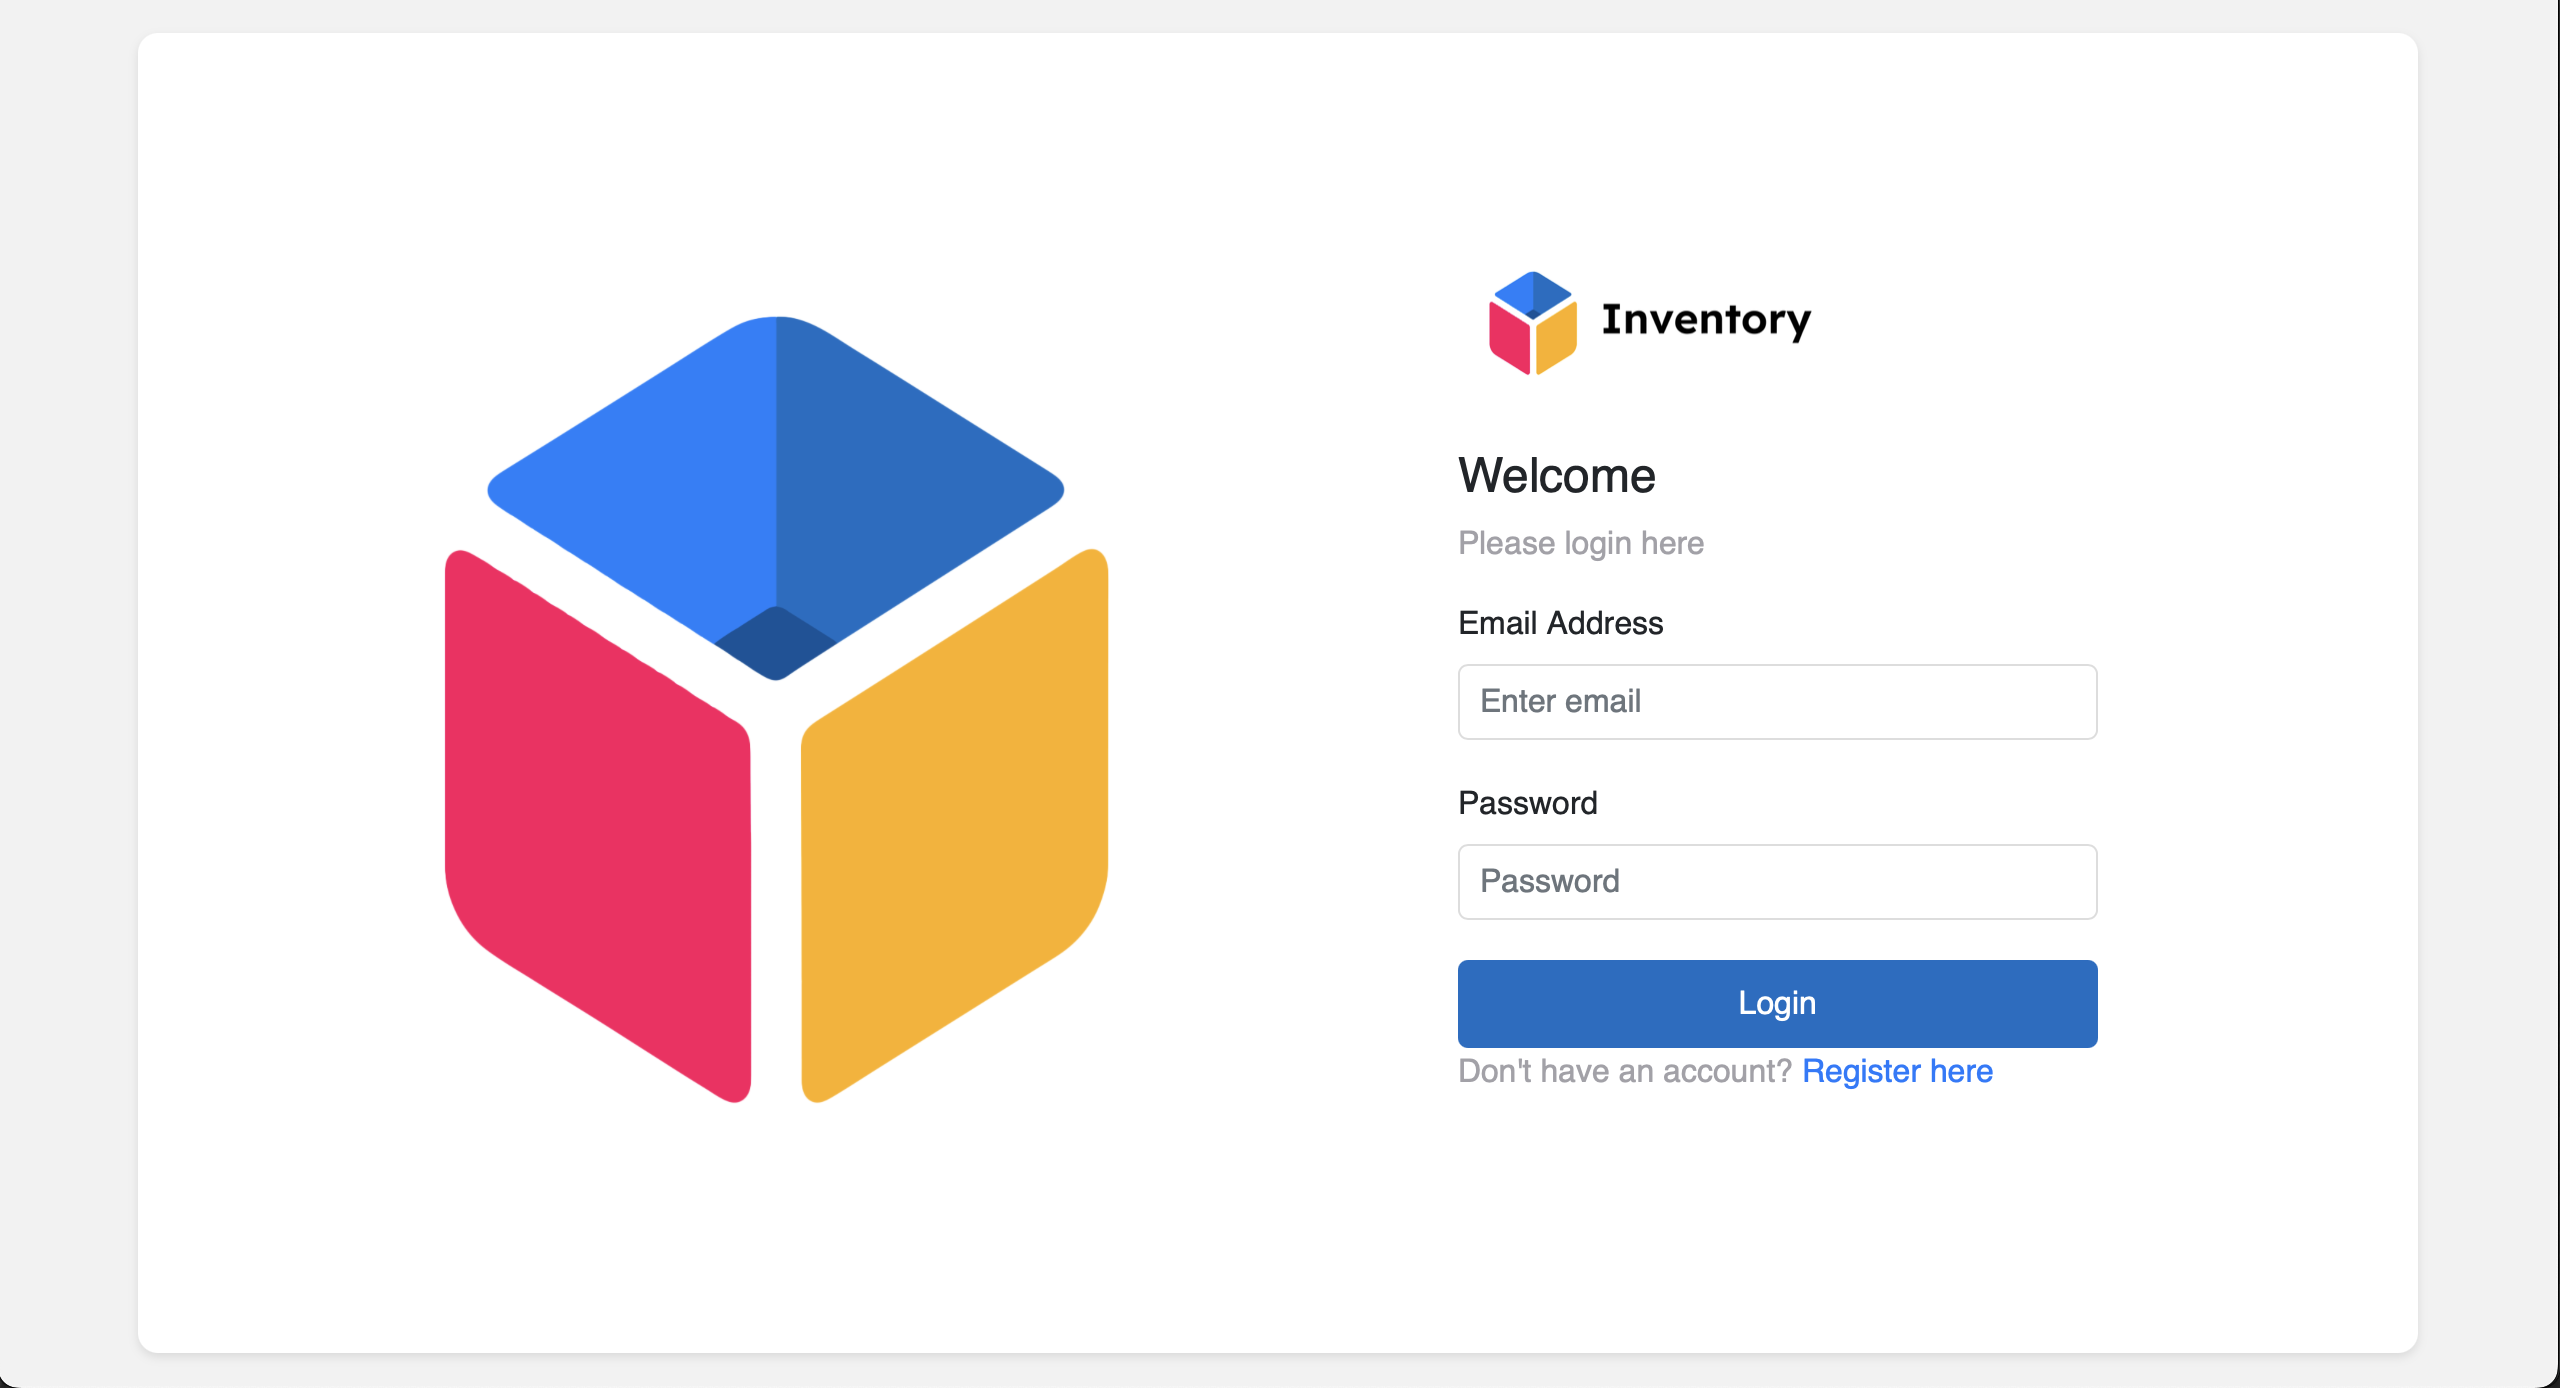 Inventory
Welcome
Please login here
Email Address
Enter email
Password
Password
Login
Don't have an account? Register here